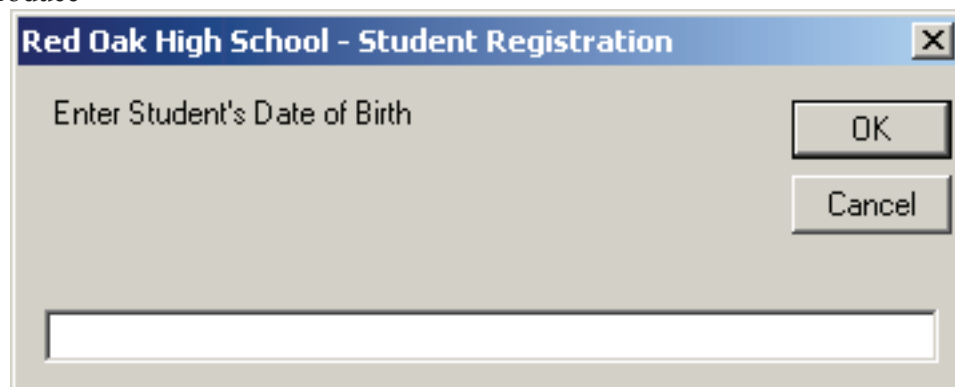 Red Oak High School - Student Registration
Enter Student's Date of Birth
OK
Cancel